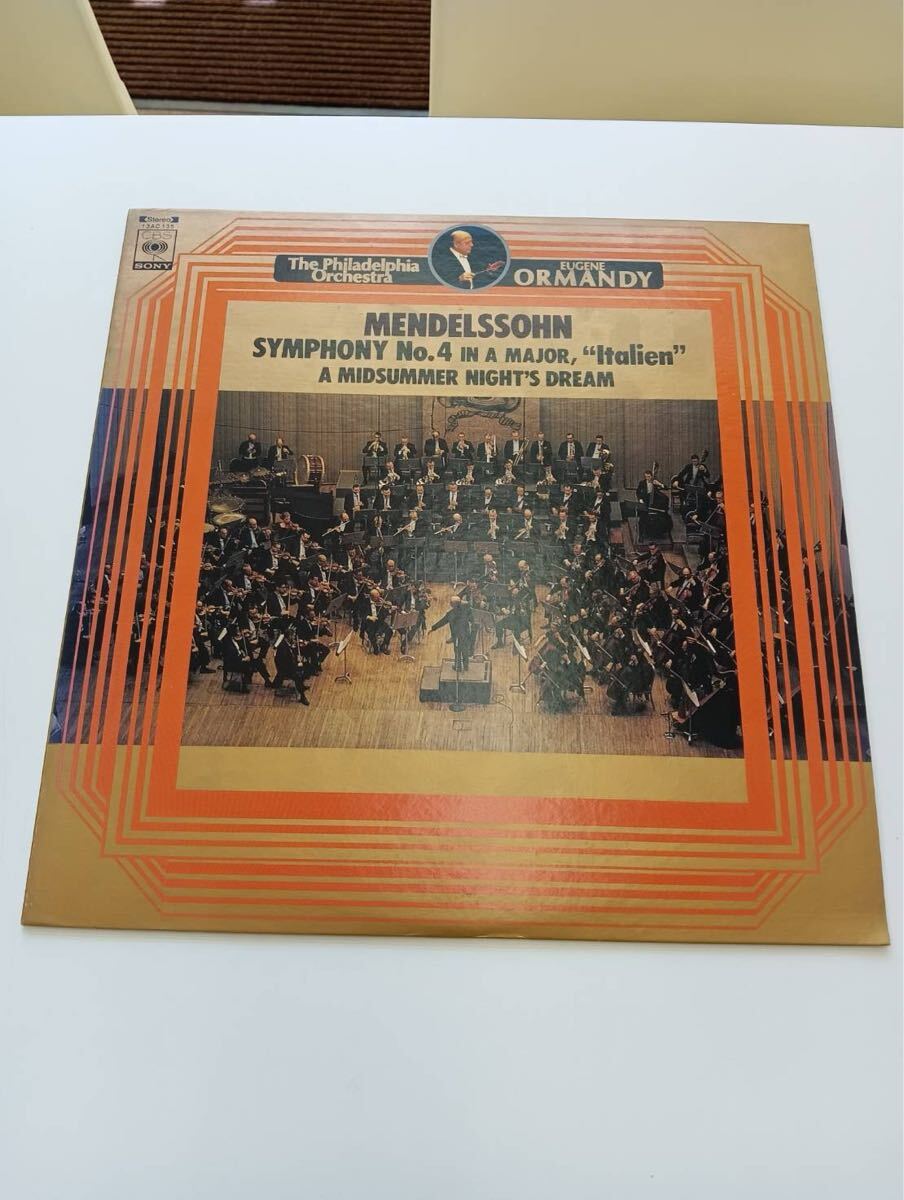 Stereo
13AC 135
CBS
SONY
The Philadelphia
Orchestra
EUGENE
ORMANDY
MENDELSSOHN
SYMPHONY No.4 IN A MAJOR, “Italien”
A MIDSUMMER NIGHT'S DREAM